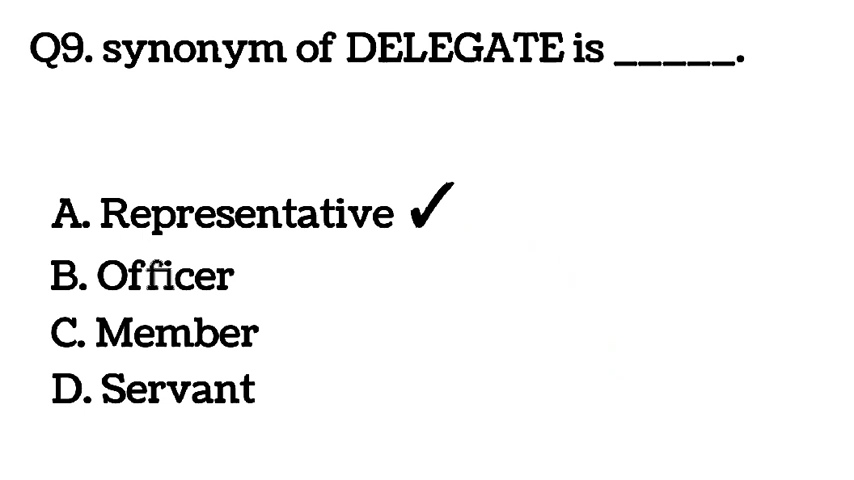 Q9. synonym of DELEGATE is _____.
A. Representative ✓
B. Officer
C. Member
D. Servant